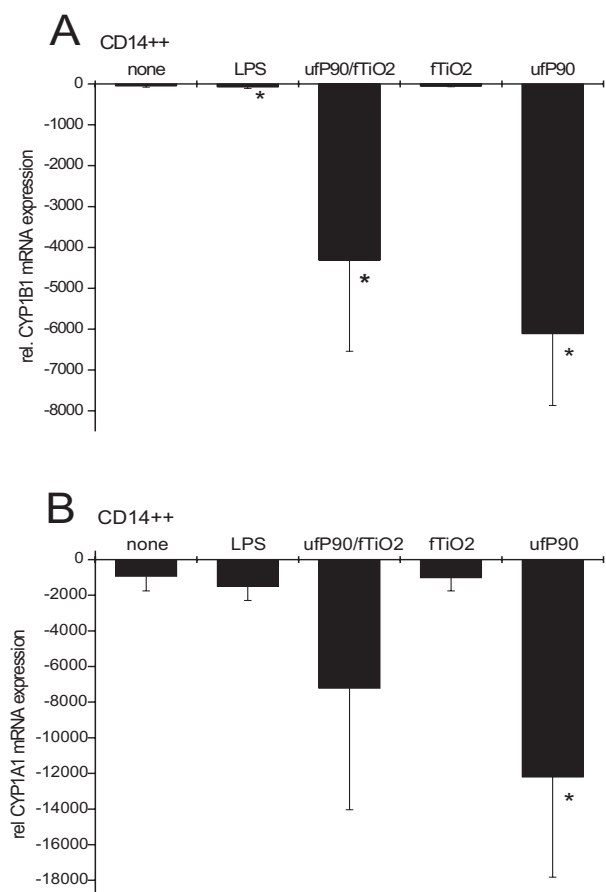 A
CD14++
none LPS ufP90/fTiO2 fTiO2 ufP90
0
*
-1000
-2000
-3000
-4000
*
-5000
-6000
*
-7000
-8000
rel. CYP1B1 mRNA expression
B
CD14++
none LPS ufP90/fTiO2 fTiO2 ufP90
0
-2000
-4000
-6000
-8000
-10000
-12000
*
-14000
-16000
-18000
rel CYP1A1 mRNA expression